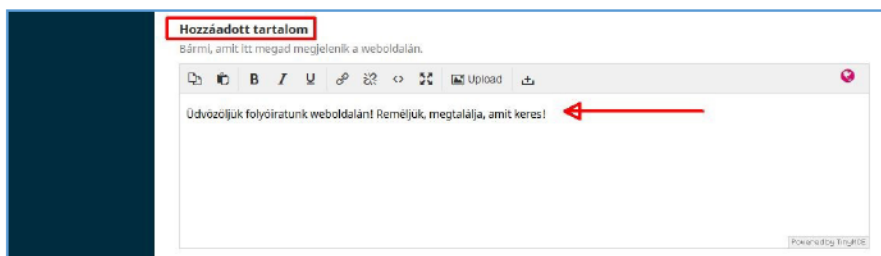 Hozzáadott tartalom
Bármi, amit itt megad megjelenik a weboldalán.
B I U Upload
Üdvözöljük folyóiratunk weboldalán! Reméljük, megtalálja, amit keres!
Powered by TinyMCE